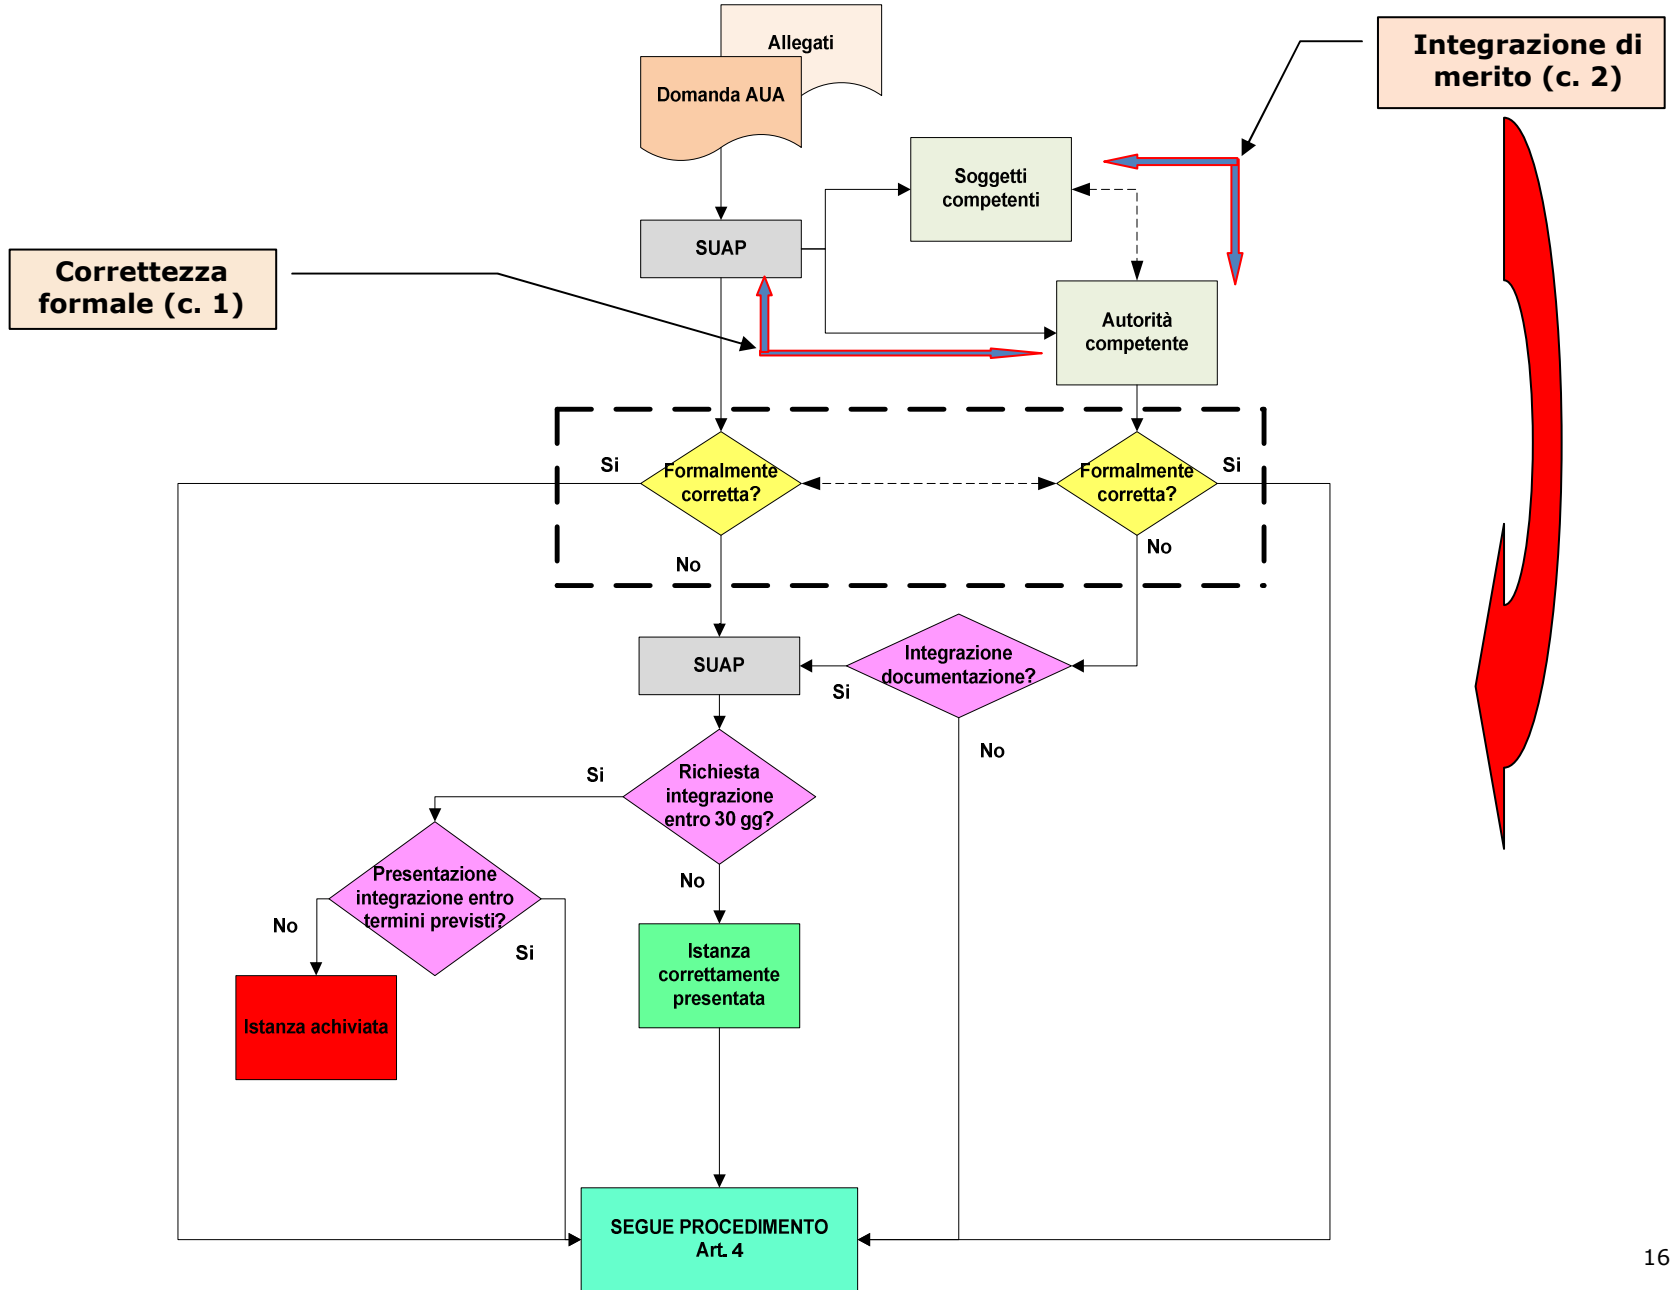 Allegati
Integrazione di
merito (c. 2)
Domanda AUA
Soggetti
competenti
SUAP
Correttezza
formale (c. 1)
Autorità
competente
Si
Formalmente
corretta?
Formalmente
corretta?
Si
No
No
SUAP
Integrazione
documentazione?
Si
No
Si
Richiesta
integrazione
entro 30 gg?
Presentazione
integrazione entro
termini previsti?
No
No
Si
Istanza
correttamente
presentata
Istanza achiviata
SEGUE PROCEDIMENTO
Art. 4
16